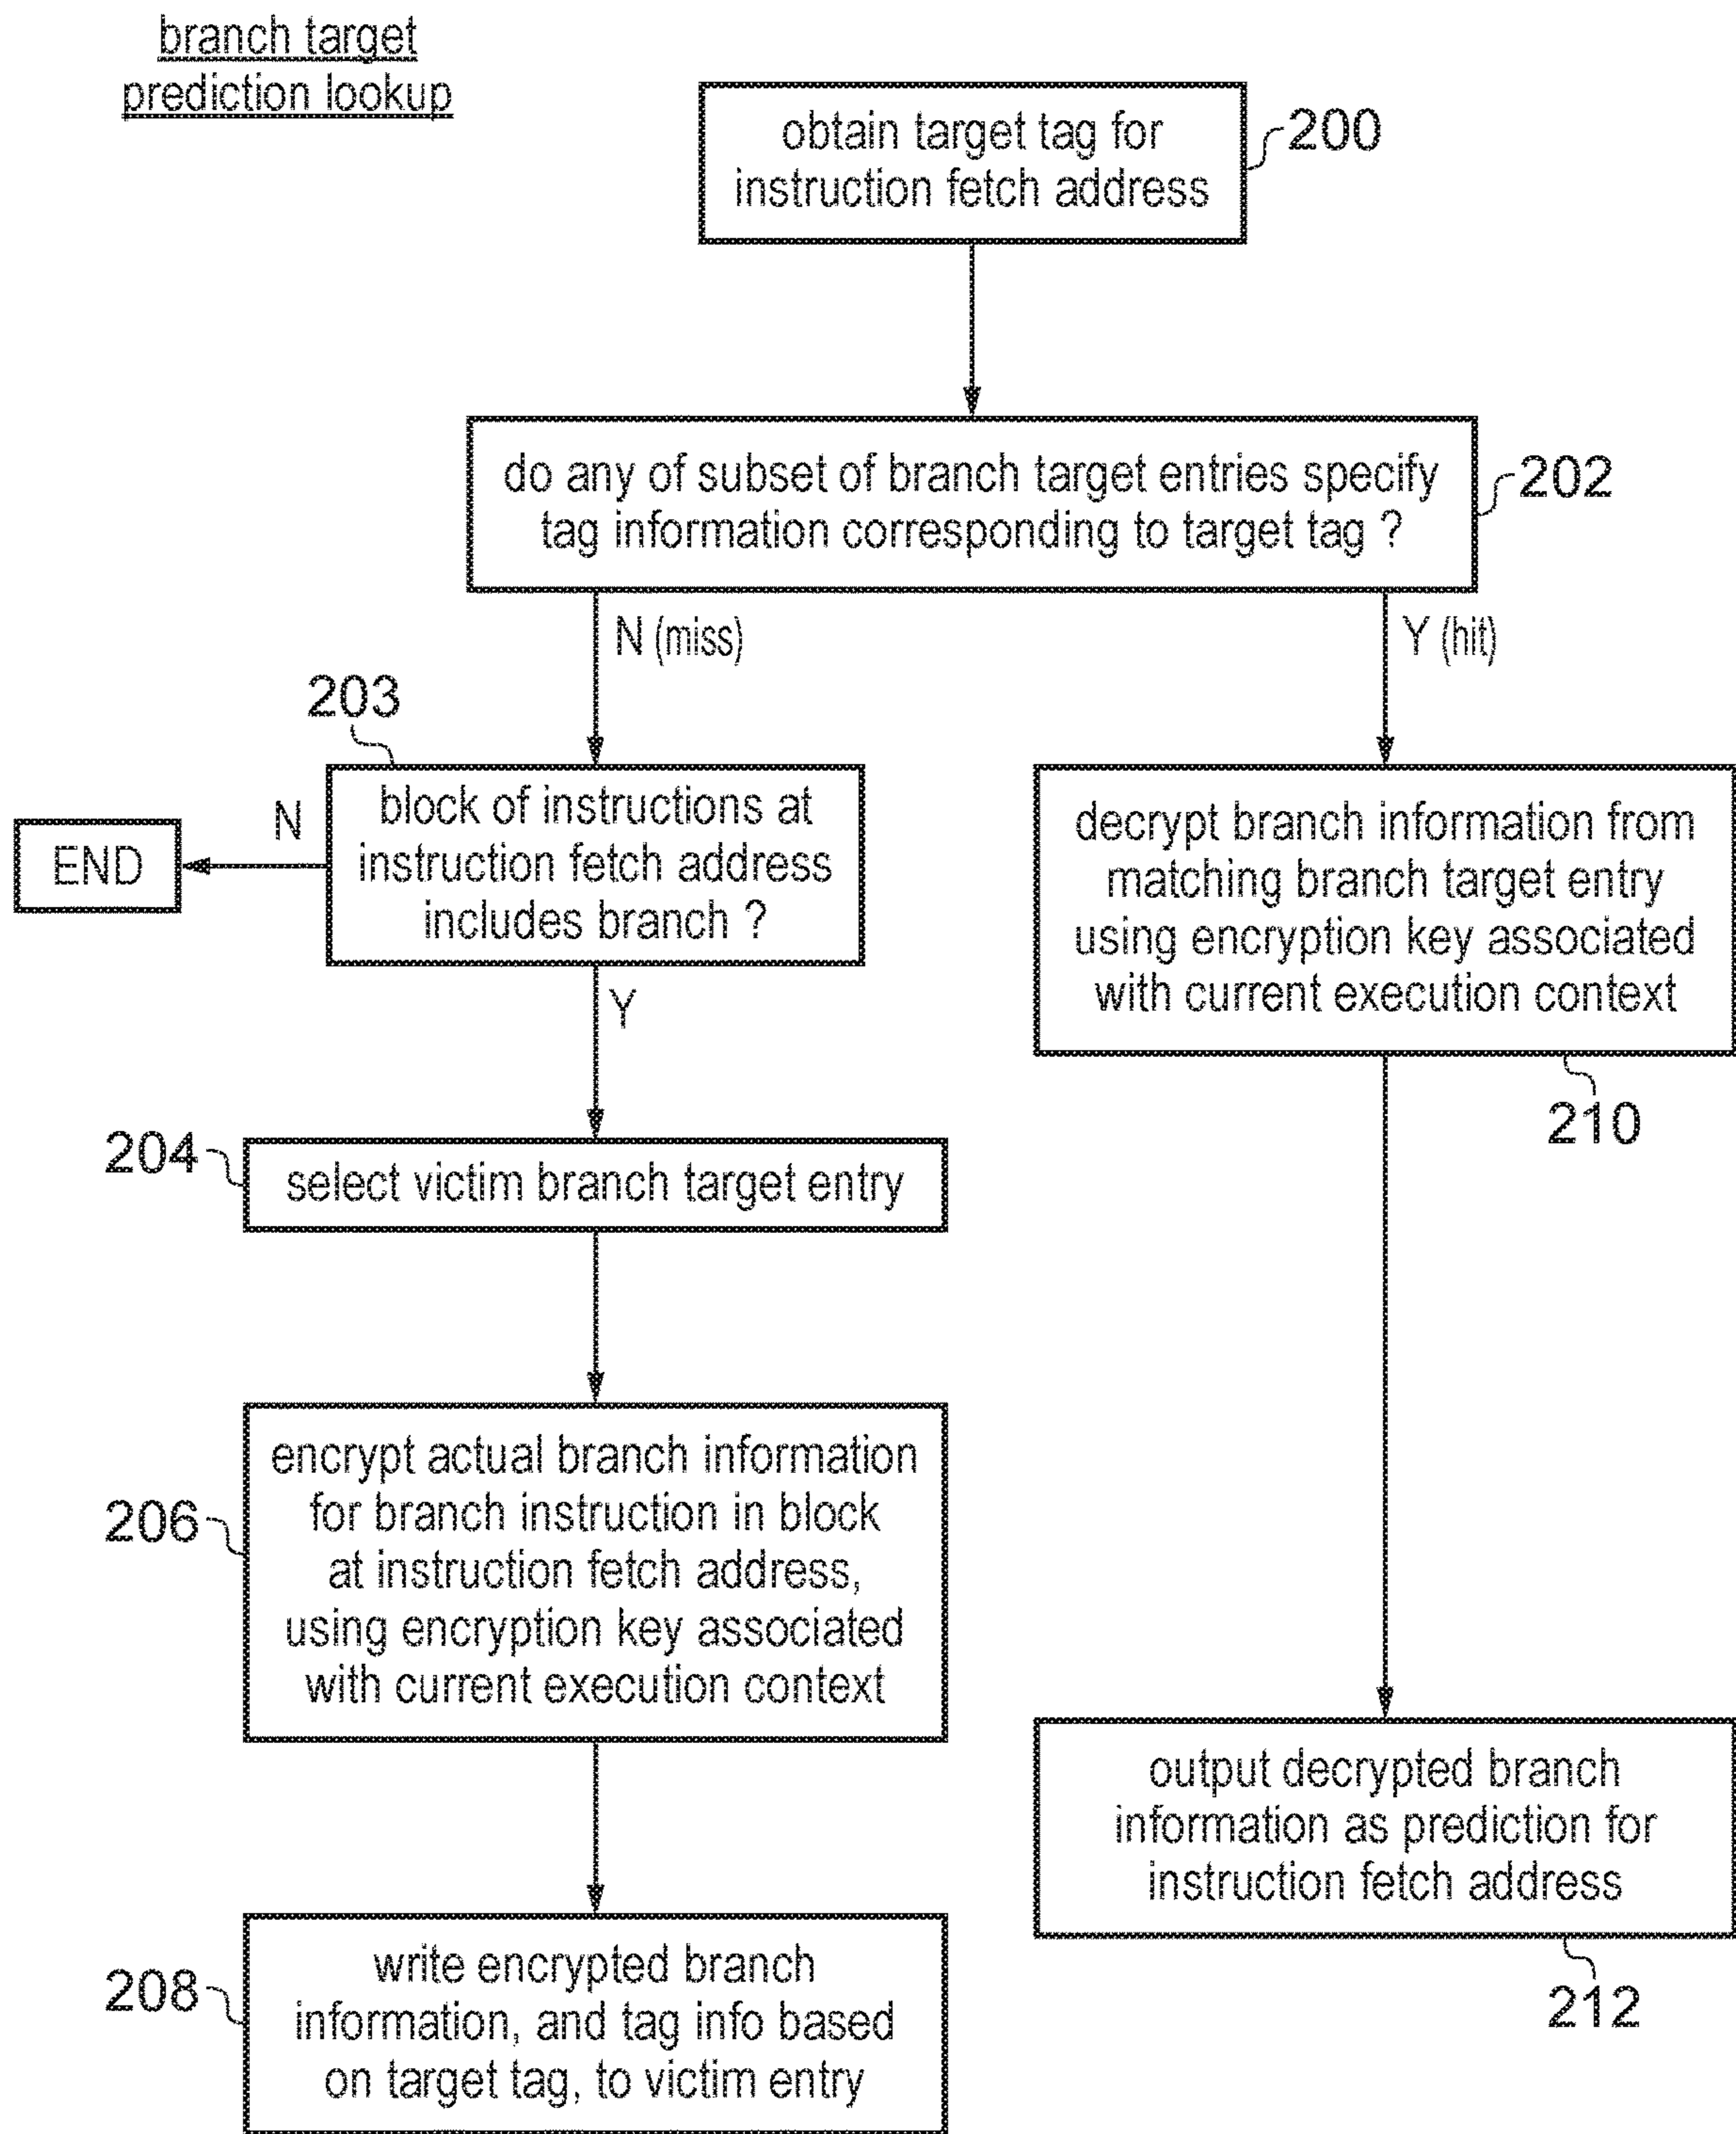 branch target
prediction lookup
obtain target tag for
instruction fetch address
200
do any of subset of branch target entries specify
tag information corresponding to target tag ?
202
N (miss)
Y (hit)
203
block of instructions at
instruction fetch address
includes branch ?
N
END
Y
decrypt branch information from
matching branch target entry
using encryption key associated
with current execution context
210
204
select victim branch target entry
206
encrypt actual branch information
for branch instruction in block
at instruction fetch address,
using encryption key associated
with current execution context
output decrypted branch
information as prediction for
instruction fetch address
212
208
write encrypted branch
information, and tag info based
on target tag, to victim entry